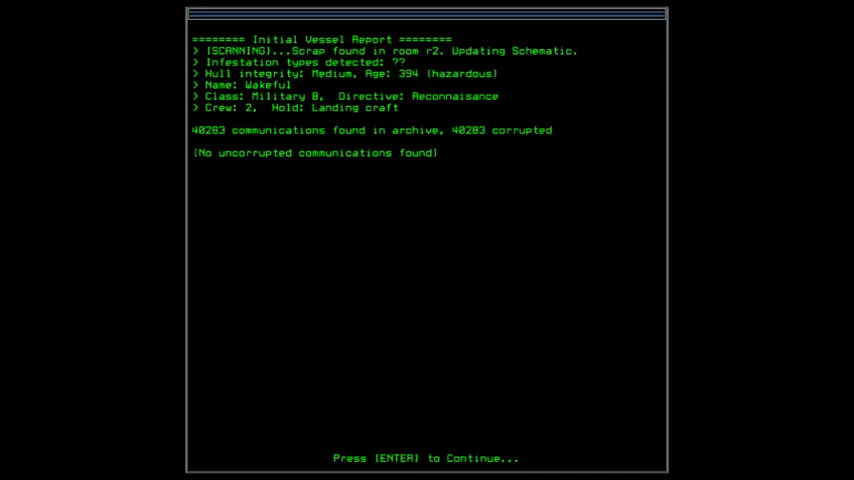 ======== Initial Vessel Report ========
> [SCANNING]...Scrap found in room r2. Updating Schematic.
> Infestation types detected: ??
> Hull integrity: Medium, Age: 394 (hazardous)
> Name: Wakeful
> Class: Military B, Directive: Reconnaisance
> Crew: 2, Hold: Landing craft
40283 communications found in archive, 40283 corrupted
[No uncorrupted communications found]
Press [ENTER] to Continue...